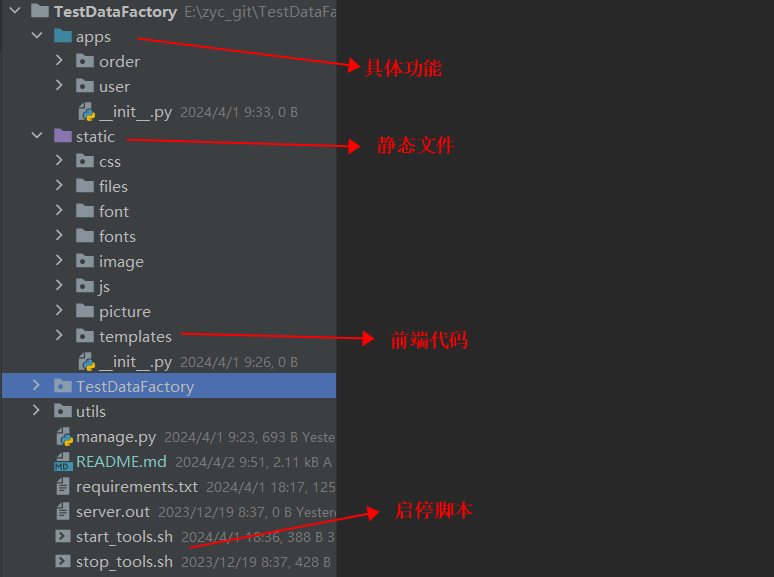 TestDataFactory E:\zyc_git\TestDataFa
apps
具体功能
order
user
__init__.py 2024/4/1 9:33, 0 B
static
静态文件
css
files
font
fonts
image
js
picture
templates
前端代码
__init__.py 2024/4/1 9:26, 0 B
TestDataFactory
utils
manage.py 2024/4/1 9:23, 693 B Yeste
MD README.md 2024/4/2 9:51, 2.11 kB A
requirements.txt 2024/4/1 18:17, 125
server.out 2023/12/19 8:37, 0 B Yester
启停脚本
start_tools.sh 2024/4/1 18:36, 388 B 3
stop_tools.sh 2023/12/19 8:37, 428 B